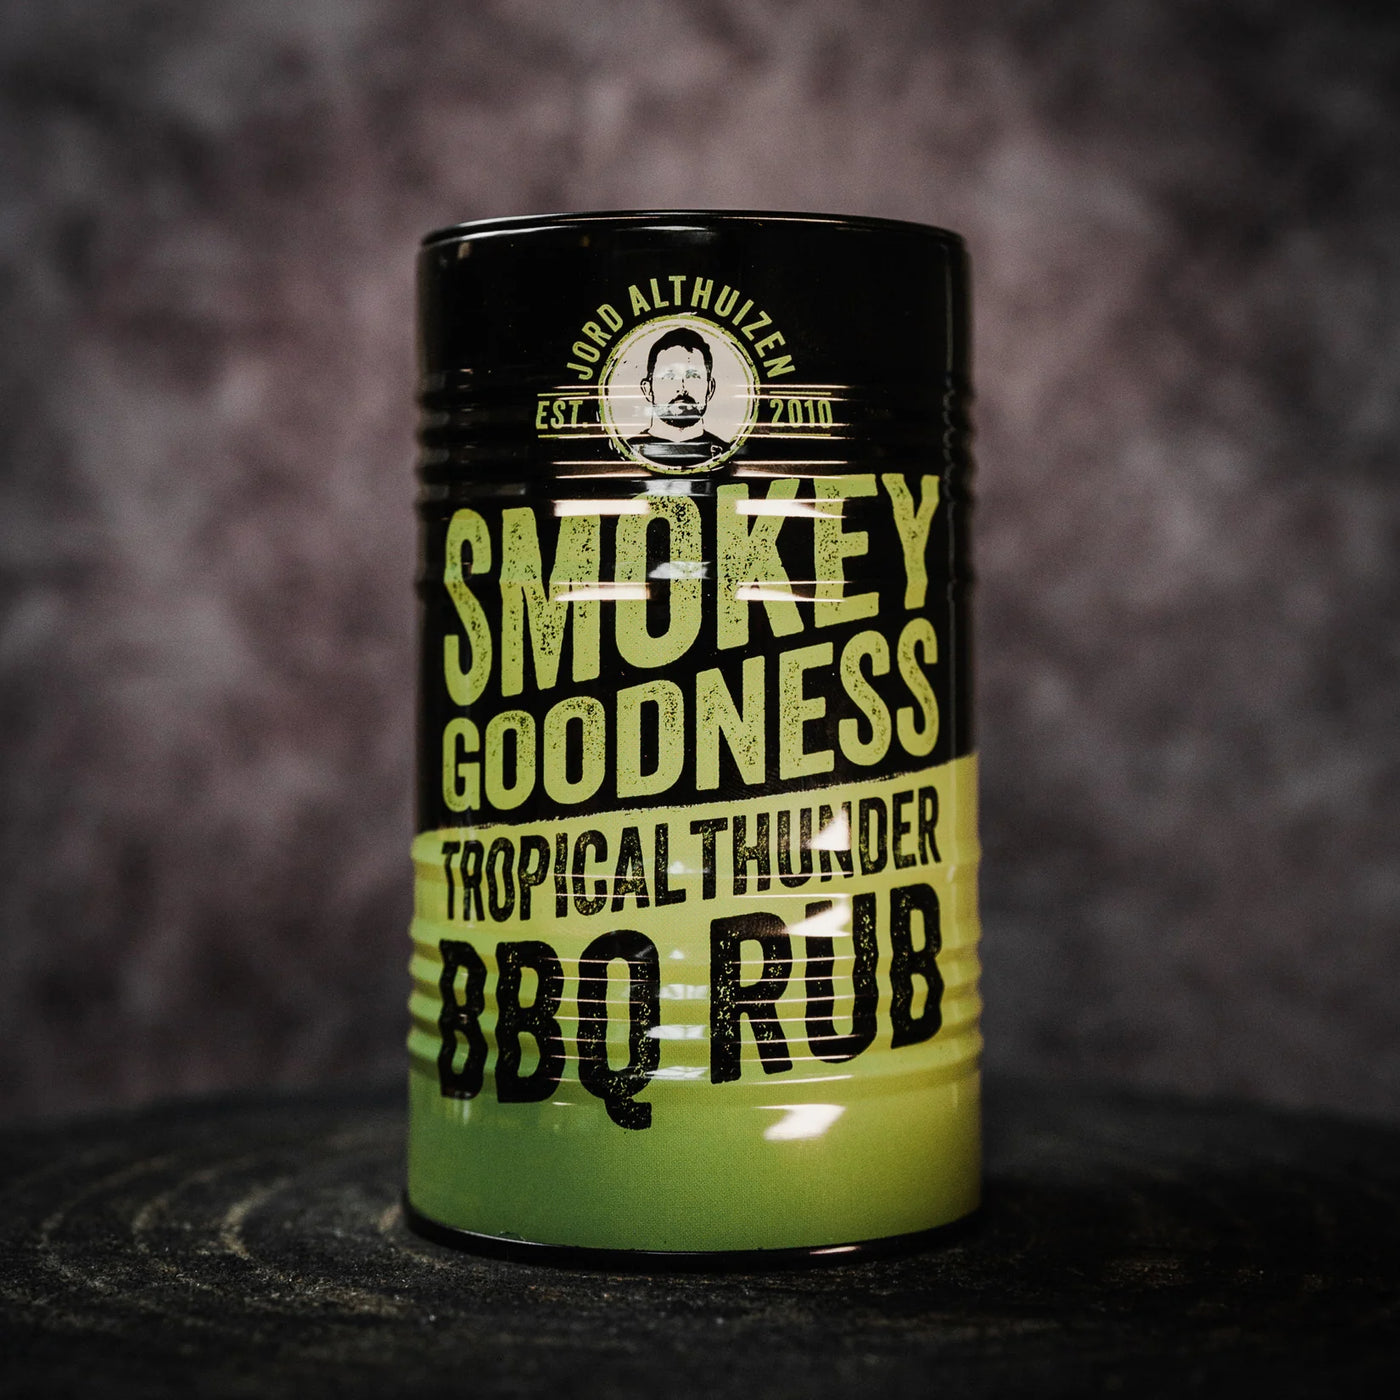 JORD ALTHUIZEN
EST. 2010
SMOKEY
GOODNESS
TROPICAL THUNDER
BBQ RUB